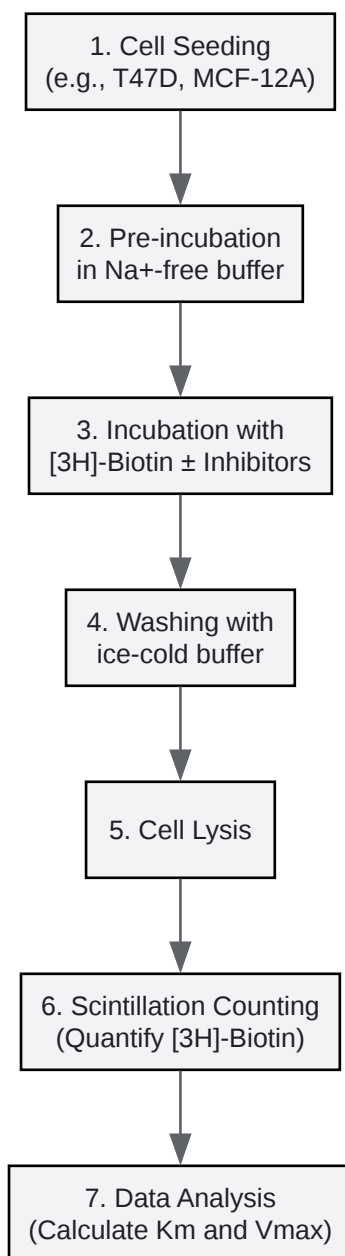 1. Cell Seeding
(e.g., T47D, MCF-12A)
2. Pre-incubation
in Na+-free buffer
3. Incubation with
[3H]-Biotin ± Inhibitors
4. Washing with
ice-cold buffer
5. Cell Lysis
6. Scintillation Counting
(Quantify [3H]-Biotin)
7. Data Analysis
(Calculate Km and Vmax)